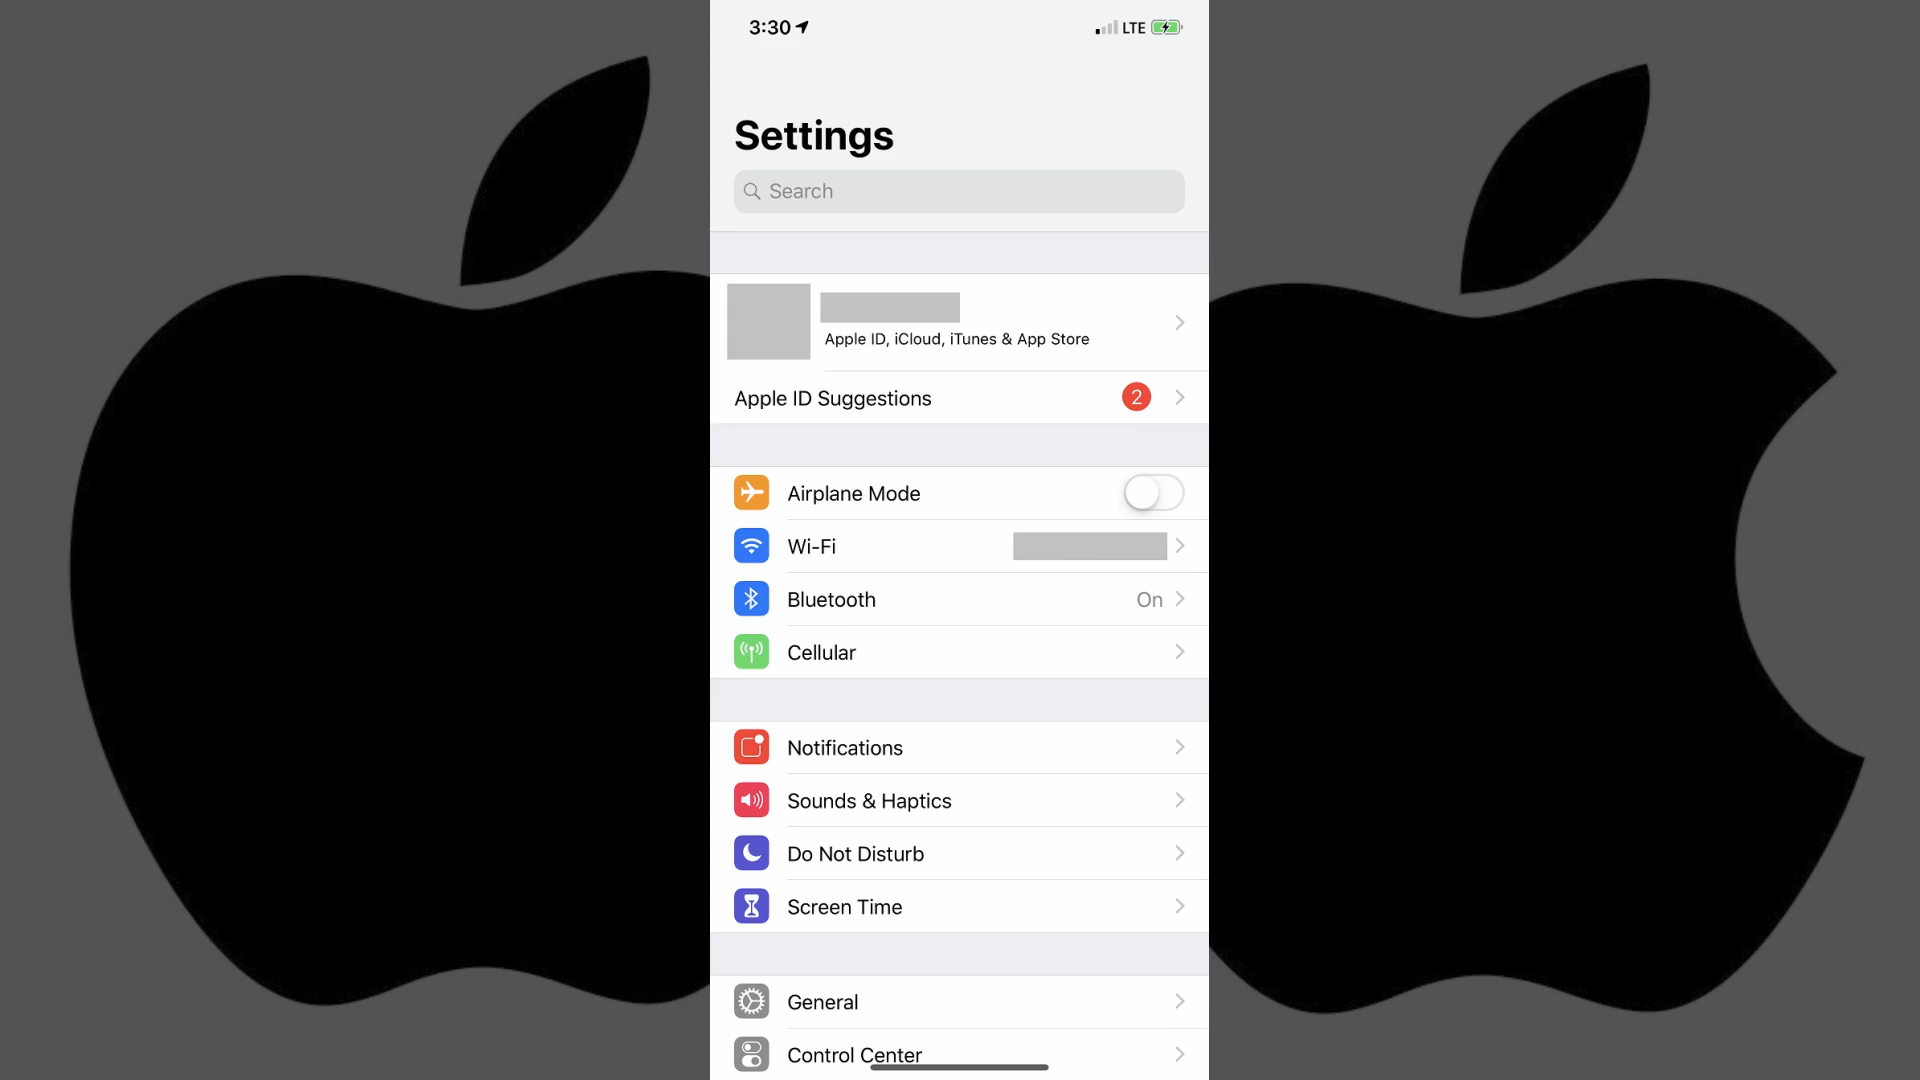 3:30
LTE
Settings
Search
Apple ID, iCloud, iTunes & App Store
Apple ID Suggestions 2
Airplane Mode
Wi-Fi
Bluetooth On
Cellular
Notifications
Sounds & Haptics
Do Not Disturb
Screen Time
General
Control Center